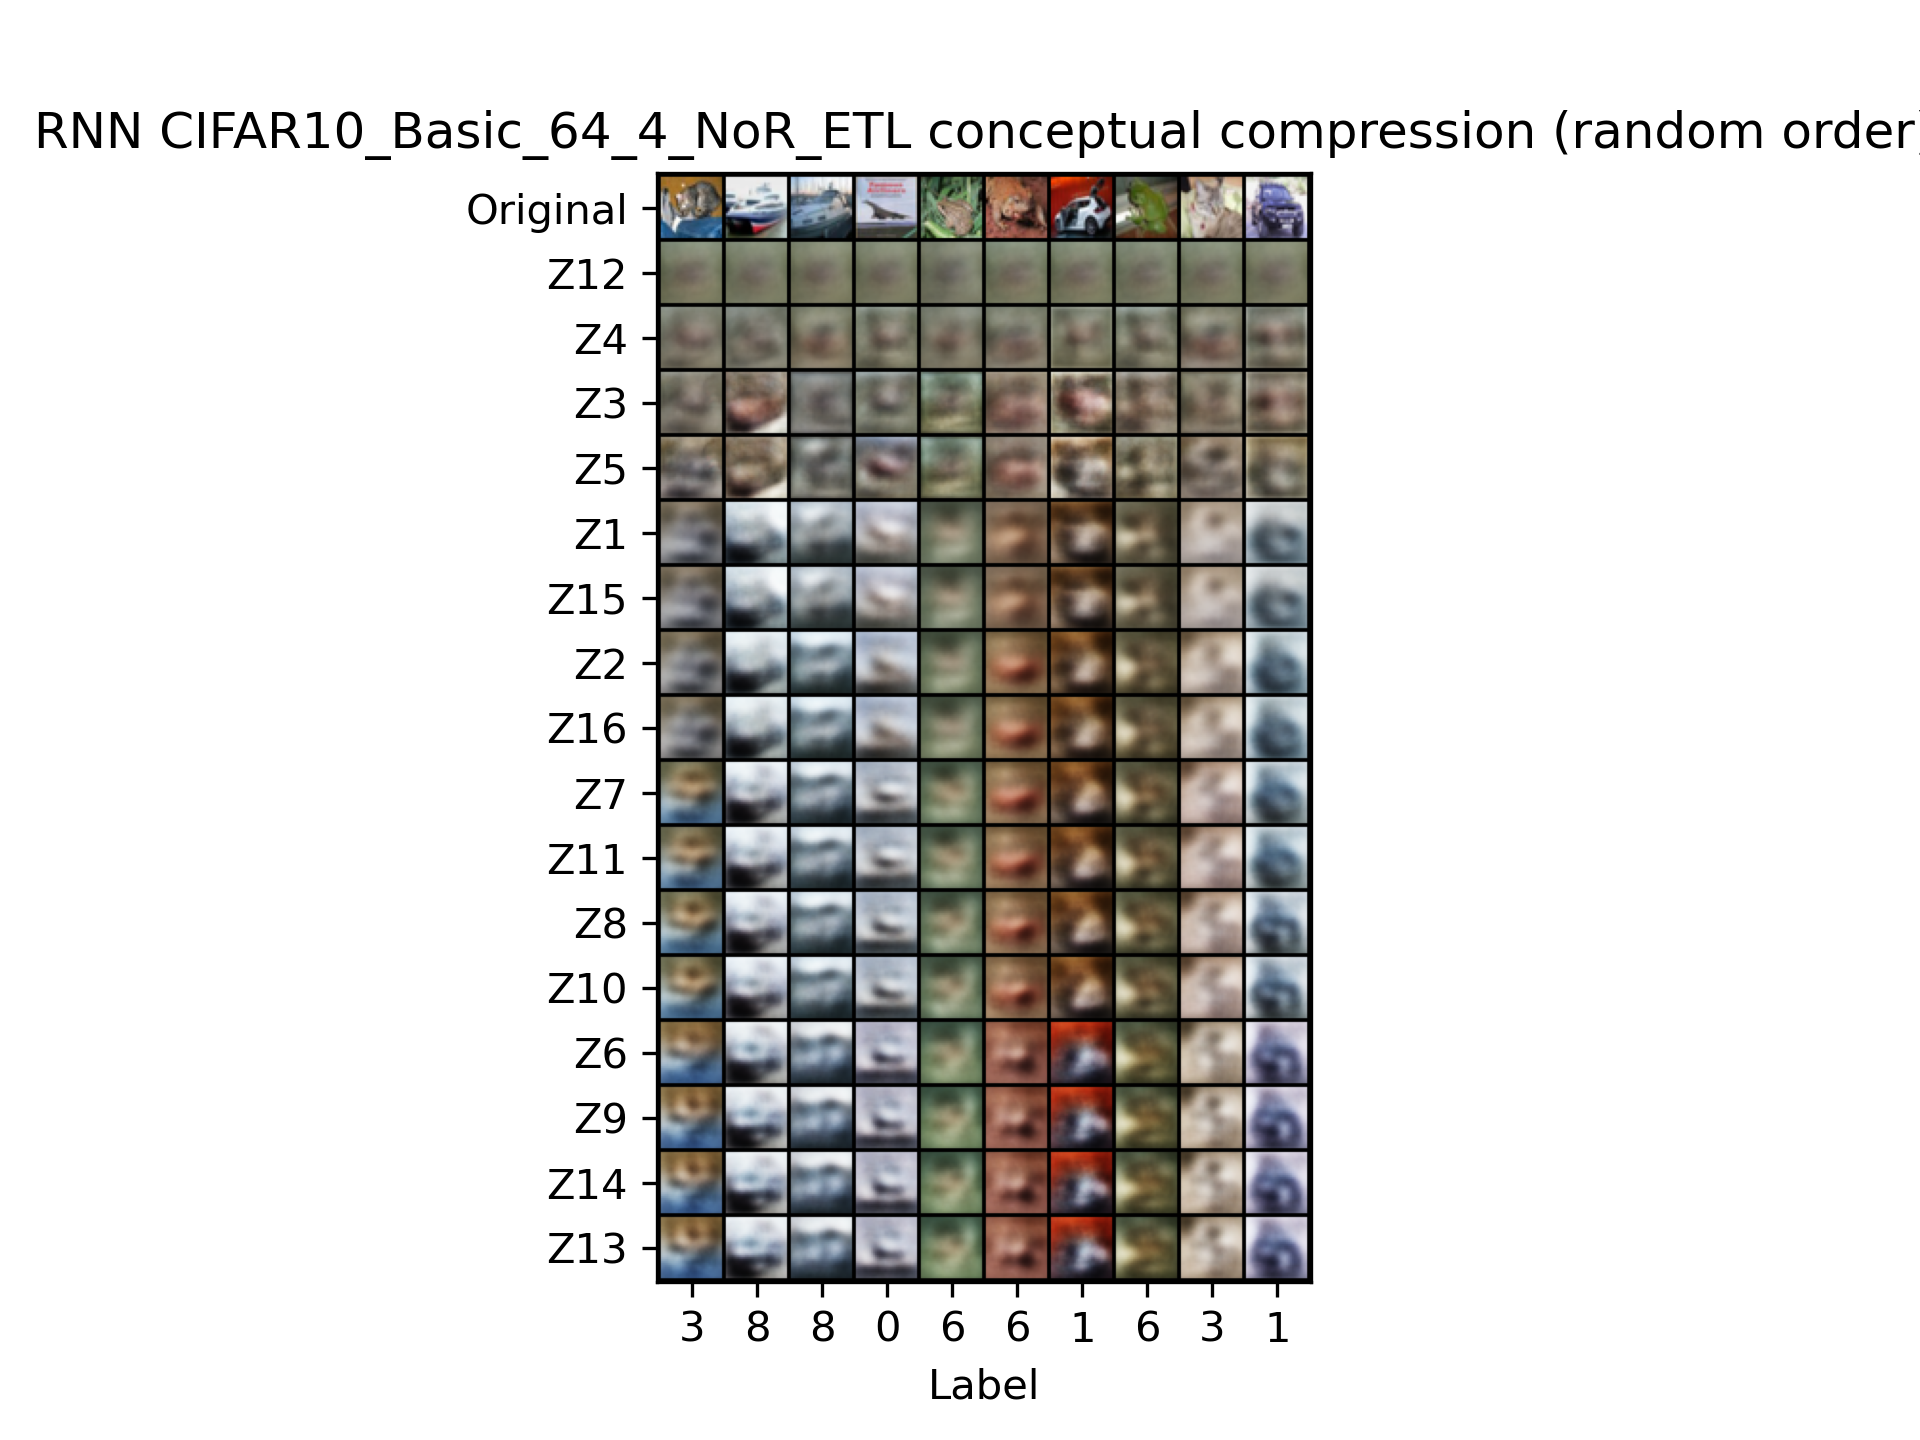 RNN CIFAR10_Basic_64_4_NoR_ETL conceptual compression (random order)
Original
Z12
Z4
Z3
Z5
Z1
Z15
Z2
Z16
Z7
Z11
Z8
Z10
Z6
Z9
Z14
Z13
3 8 8 0 6 6 1 6 3 1
Label